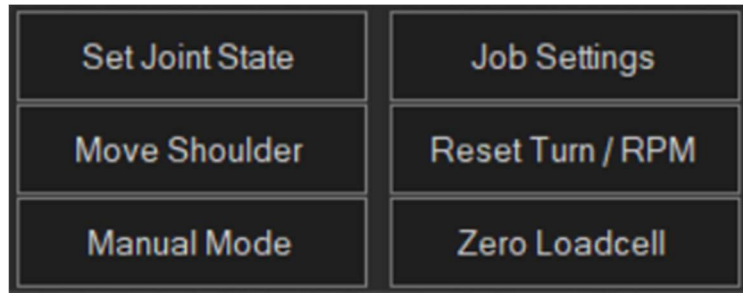 Set Joint State
Job Settings
Move Shoulder
Reset Turn / RPM
Manual Mode
Zero Loadcell